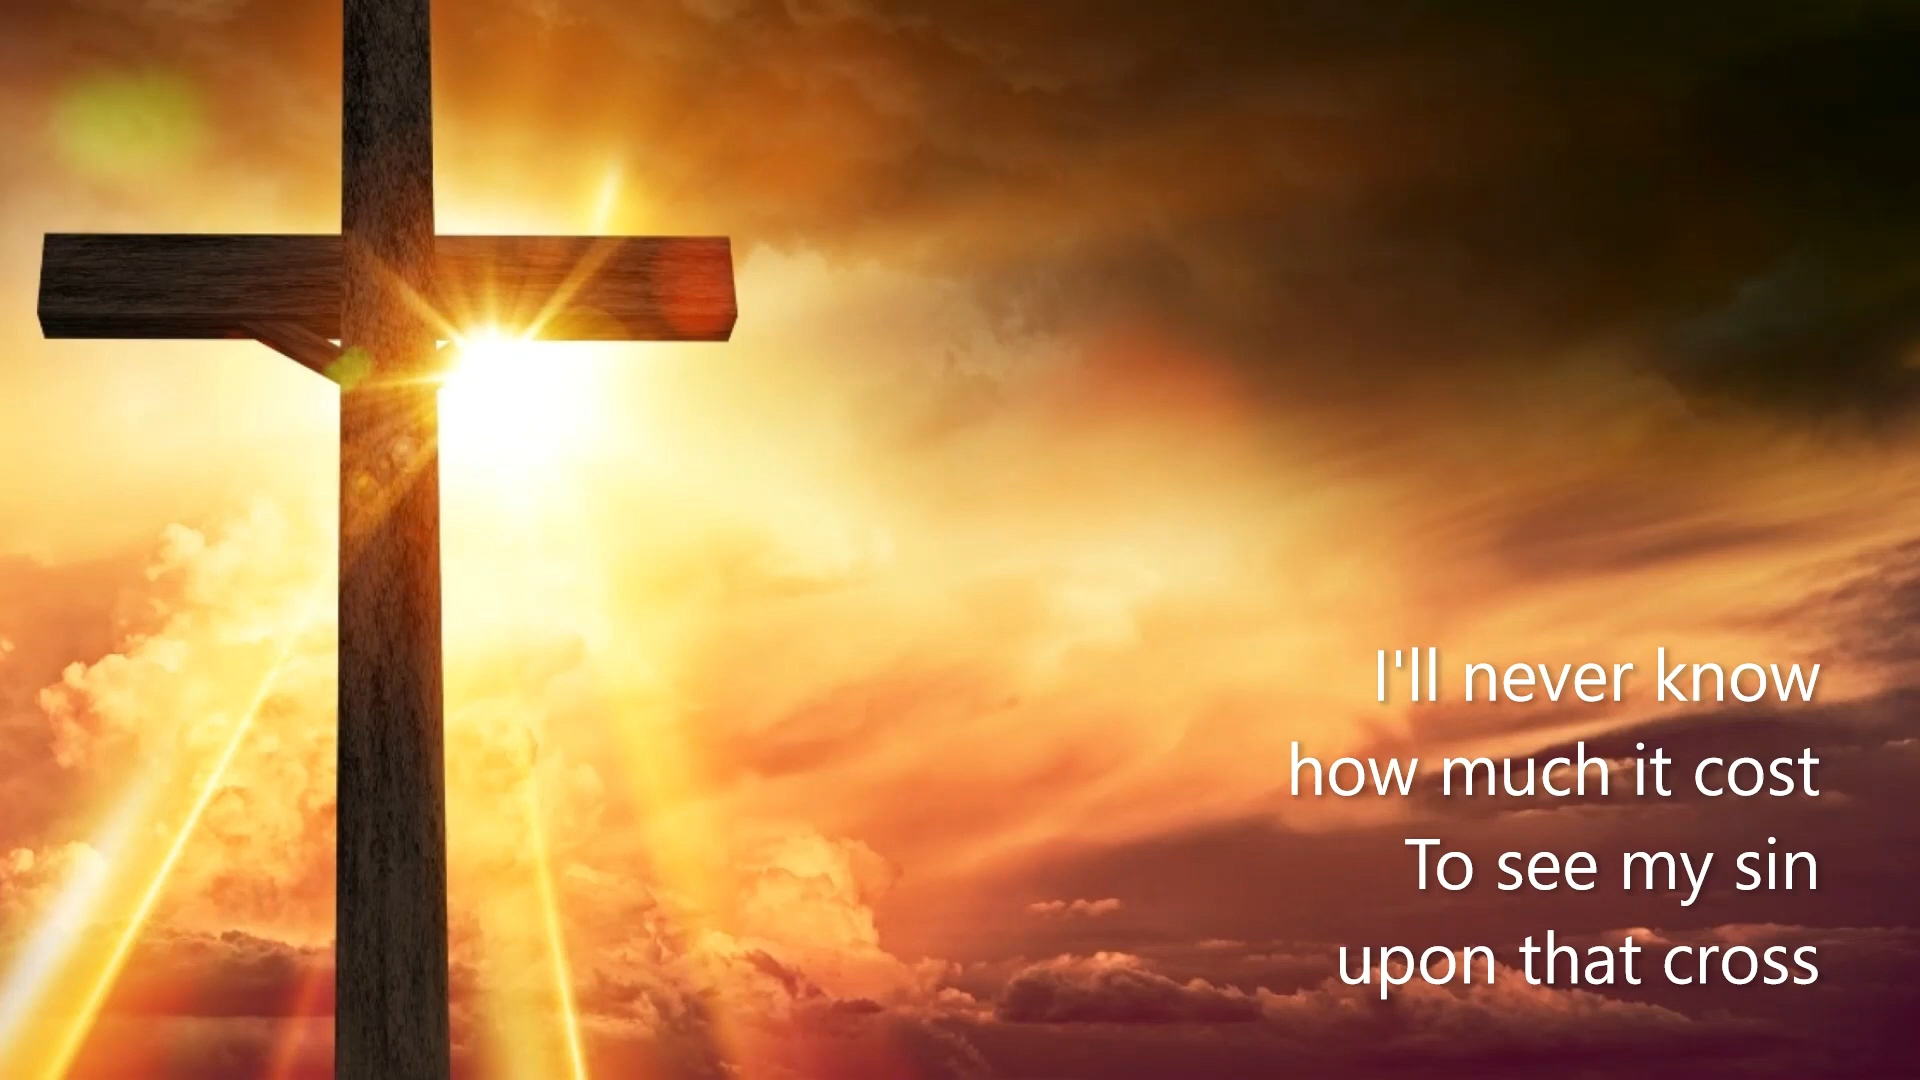 I'll never know
how much it cost
To see my sin
upon that cross